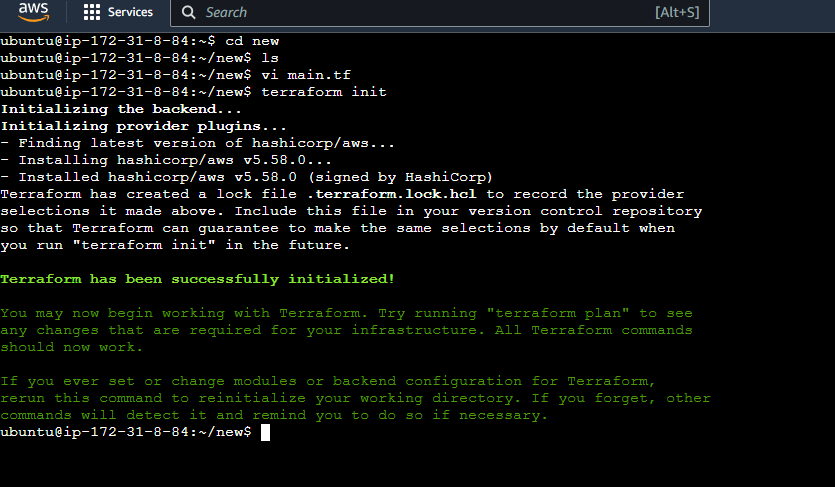 aws
Services
Search
[Alt+S]
ubuntu@ip-172-31-8-84:~$ cd new
ubuntu@ip-172-31-8-84:~/new$ ls
ubuntu@ip-172-31-8-84:~/new$ vi main.tf
ubuntu@ip-172-31-8-84:~/new$ terraform init
Initializing the backend...
Initializing provider plugins...
- Finding latest version of hashicorp/aws...
- Installing hashicorp/aws v5.58.0...
- Installed hashicorp/aws v5.58.0 (signed by HashiCorp)
Terraform has created a lock file .terraform.lock.hcl to record the provider
selections it made above. Include this file in your version control repository
so that Terraform can guarantee to make the same selections by default when
you run "terraform init" in the future.
Terraform has been successfully initialized!
You may now begin working with Terraform. Try running "terraform plan" to see
any changes that are required for your infrastructure. All Terraform commands
should now work.
If you ever set or change modules or backend configuration for Terraform,
rerun this command to reinitialize your working directory. If you forget, other
commands will detect it and remind you to do so if necessary.
ubuntu@ip-172-31-8-84:~/new$